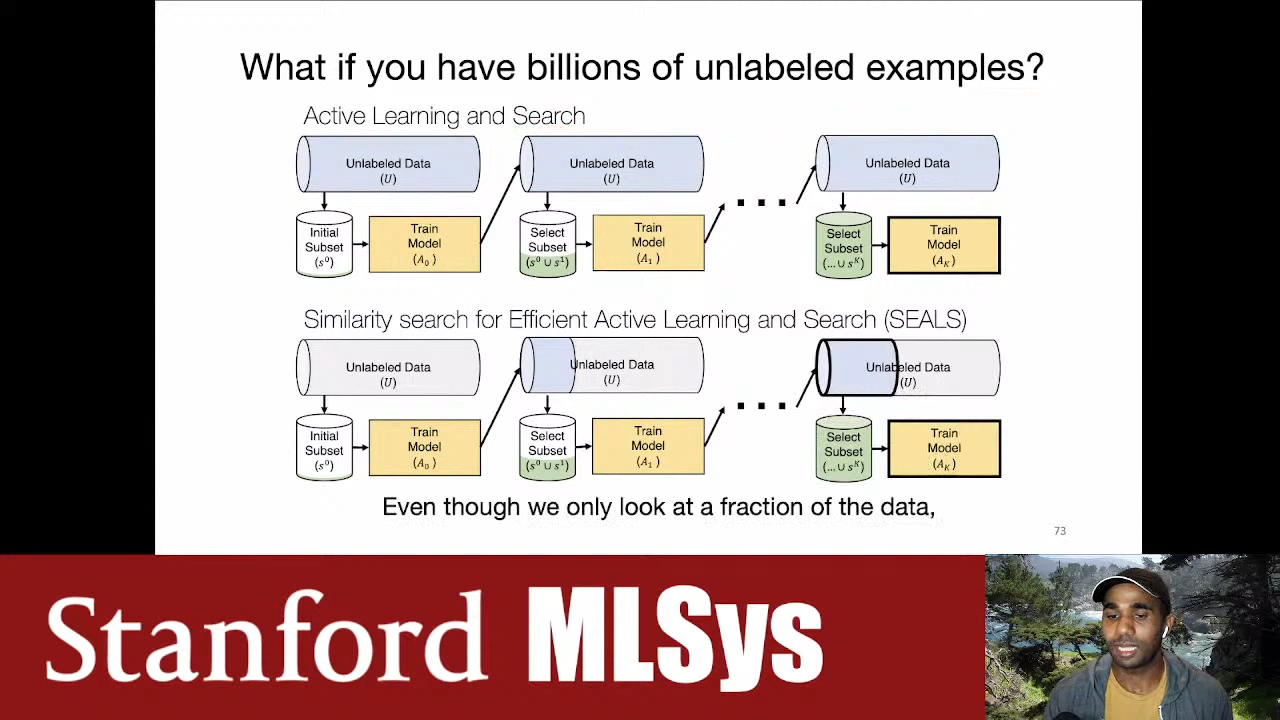 What if you have billions of unlabeled examples?
Active Learning and Search
Unlabeled Data
(U)
Unlabeled Data
(U)
Unlabeled Data
(U)
Initial
Subset
(s⁰)
Train
Model
(A₀ )
Select
Subset
(s⁰ ∪ s¹)
Train
Model
(A₁ )
...
Select
Subset
(... ∪ sᴷ)
Train
Model
(Aₖ)
Similarity search for Efficient Active Learning and Search (SEALS)
Unlabeled Data
(U)
Unlabeled Data
(U)
Unlabeled Data
(U)
Initial
Subset
(s⁰)
Train
Model
(A₀ )
Select
Subset
(s⁰ ∪ s¹)
Train
Model
(A₁ )
...
Select
Subset
(... ∪ sᴷ)
Train
Model
(Aₖ)
Even though we only look at a fraction of the data,
73
Stanford MLSys